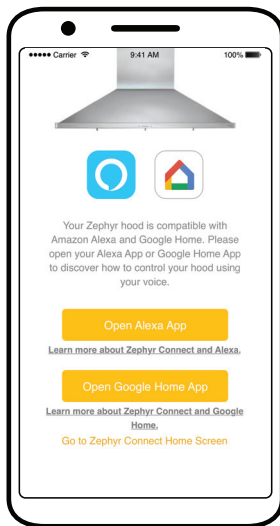 Carrier 9:41 AM 100%
Your Zephyr hood is compatible with
Amazon Alexa and Google Home. Please
open your Alexa App or Google Home App
to discover how to control your hood using
your voice.
Open Alexa App
Learn more about Zephyr Connect and Alexa.
Open Google Home App
Learn more about Zephyr Connect and Google
Home.
Go to Zephyr Connect Home Screen